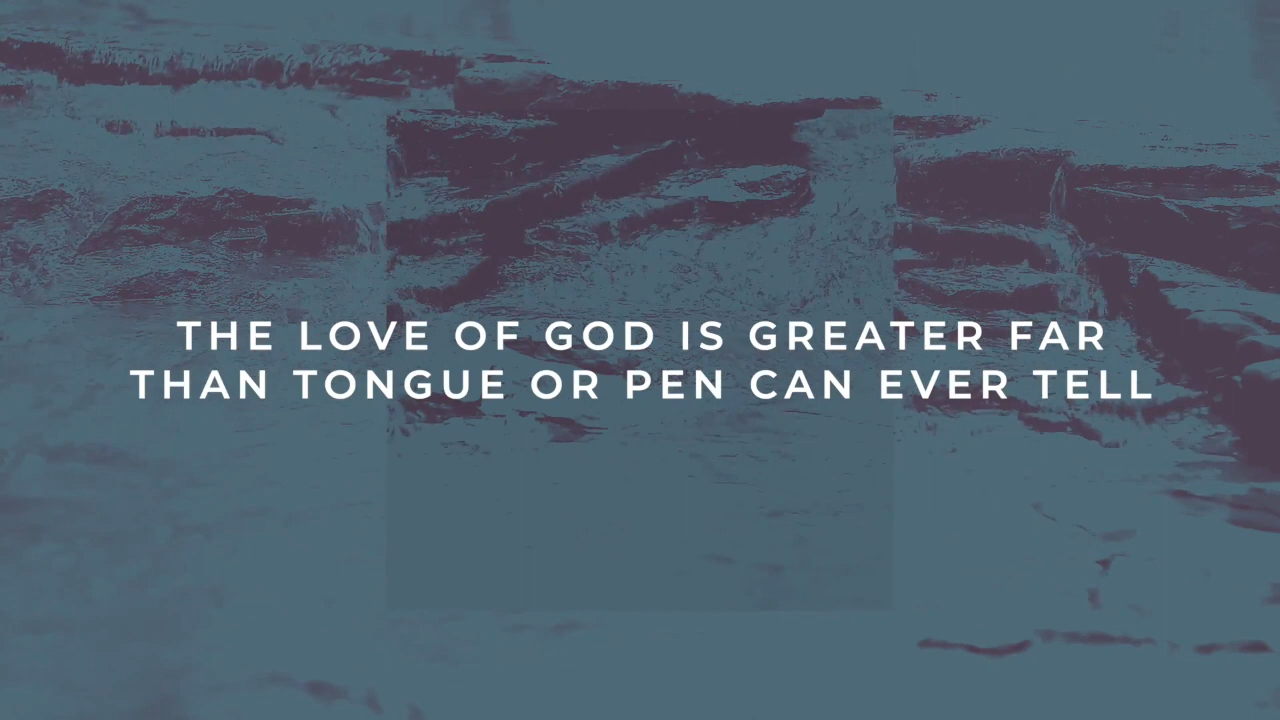 THE LOVE OF GOD IS GREATER FAR
THAN TONGUE OR PEN CAN EVER TELL